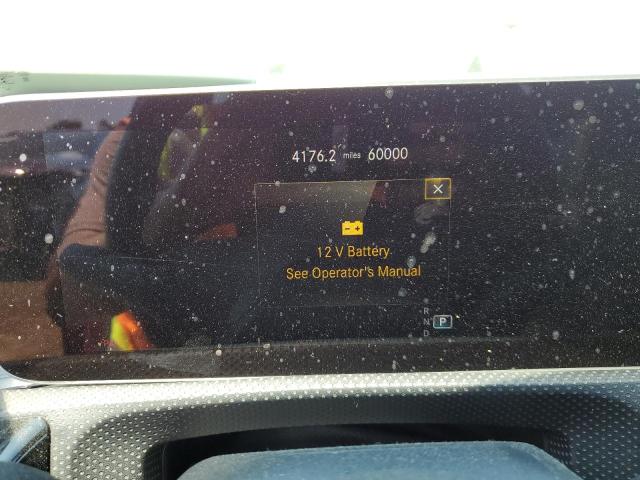 4176.2 miles 60000
12 V Battery
See Operator's Manual
R
N P
D